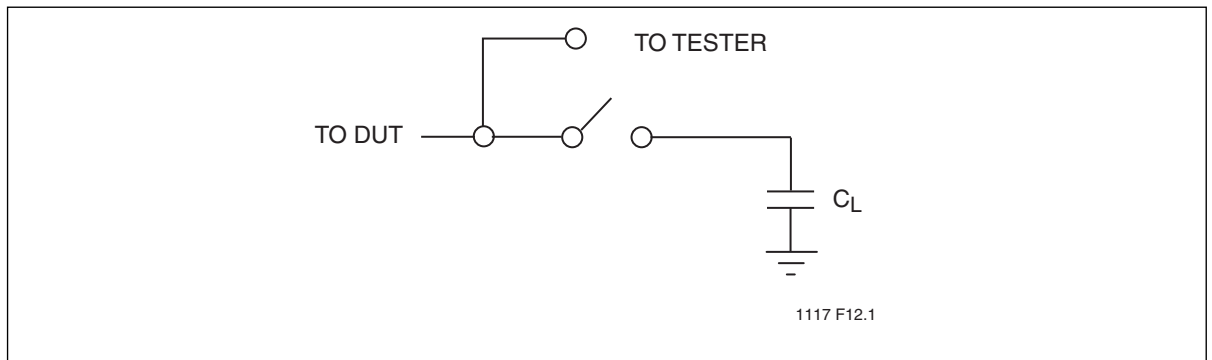 TO TESTER
TO DUT
CL
1117 F12.1